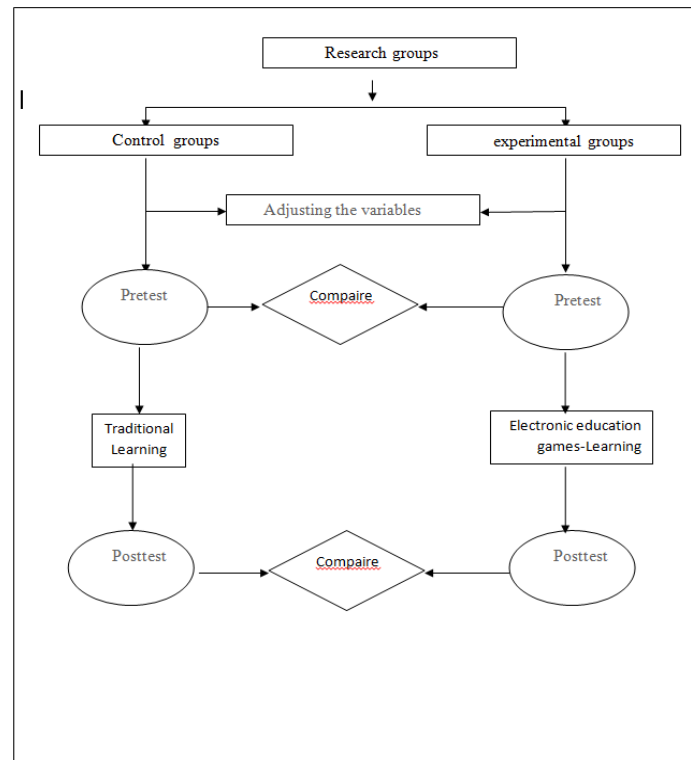 Research groups
Control groups
experimental groups
Adjusting the variables
Pretest
Compaire
Pretest
Traditional
Learning
Electronic education
games-Learning
Posttest
Compaire
Posttest